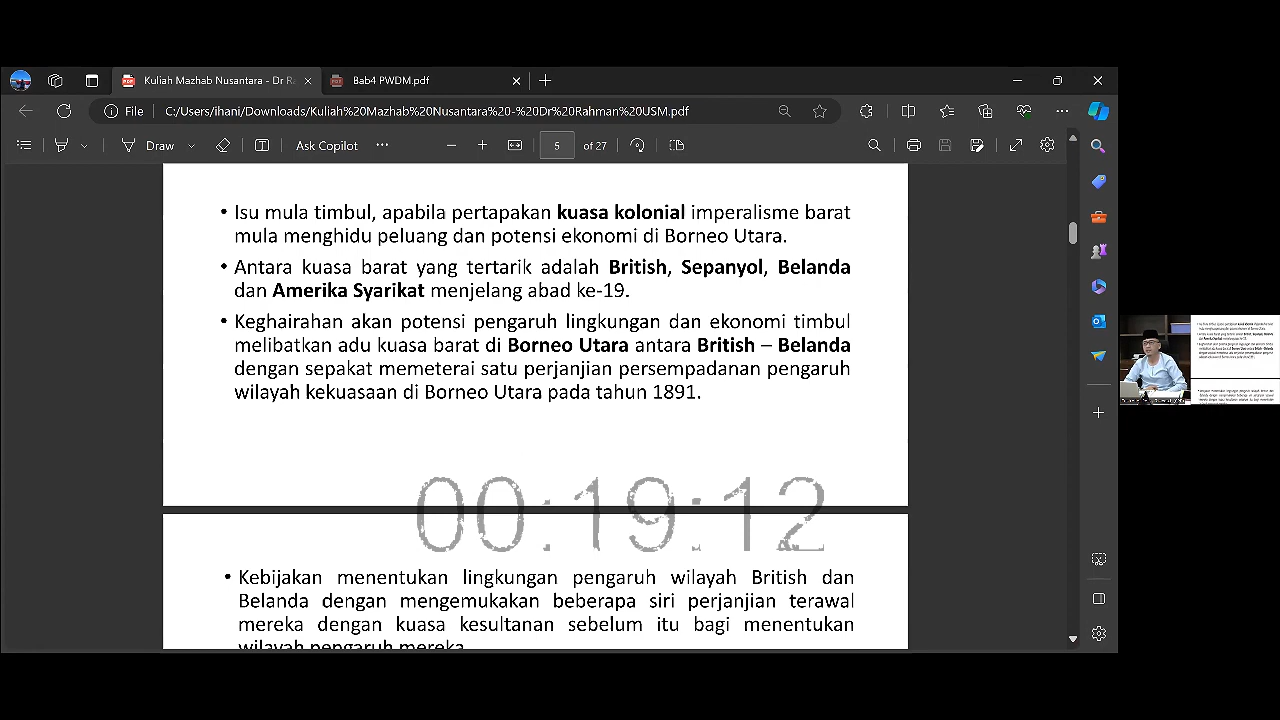 Kuliah Mazhab Nusantara - Dr Ra
Bab4 PWDM.pdf
File
C:/Users/ihani/Downloads/Kuliah%20Mazhab%20Nusantara%20-%20Dr%20Rahman%20USM.pdf
Draw
Ask Copilot
5
of 27
• Isu mula timbul, apabila pertapakan kuasa kolonial imperalisme barat
mula menghidu peluang dan potensi ekonomi di Borneo Utara.
• Antara kuasa barat yang tertarik adalah British, Sepanyol, Belanda
dan Amerika Syarikat menjelang abad ke-19.
• Keghairahan akan potensi pengaruh lingkungan dan ekonomi timbul
melibatkan adu kuasa barat di Borneo Utara antara British – Belanda
dengan sepakat memeterai satu perjanjian persempadanan pengaruh
wilayah kekuasaan di Borneo Utara pada tahun 1891.
00:19:12
• Kebijakan menentukan lingkungan pengaruh wilayah British dan
Belanda dengan mengemukakan beberapa siri perjanjian terawal
mereka dengan kuasa kesultanan sebelum itu bagi menentukan
wilayah pengaruh mereka.